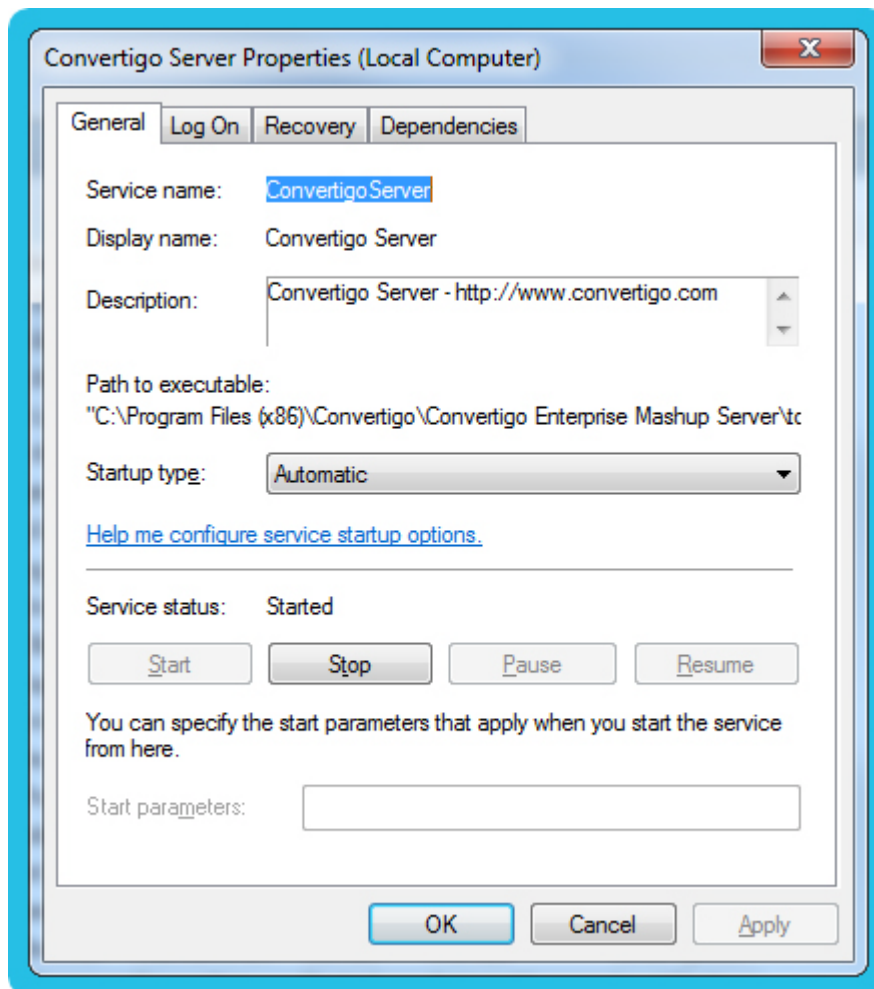 Convertigo Server Properties (Local Computer)
General Log On Recovery Dependencies
Service name: ConvertigoServer
Display name: Convertigo Server
Description: Convertigo Server - http://www.convertigo.com
Path to executable:
"C:\Program Files (x86)\Convertigo\Convertigo Enterprise Mashup Server\tc
Startup type: Automatic
Help me configure service startup options.
Service status: Started
Start Stop Pause Resume
You can specify the start parameters that apply when you start the service
from here.
Start parameters:
OK Cancel Apply